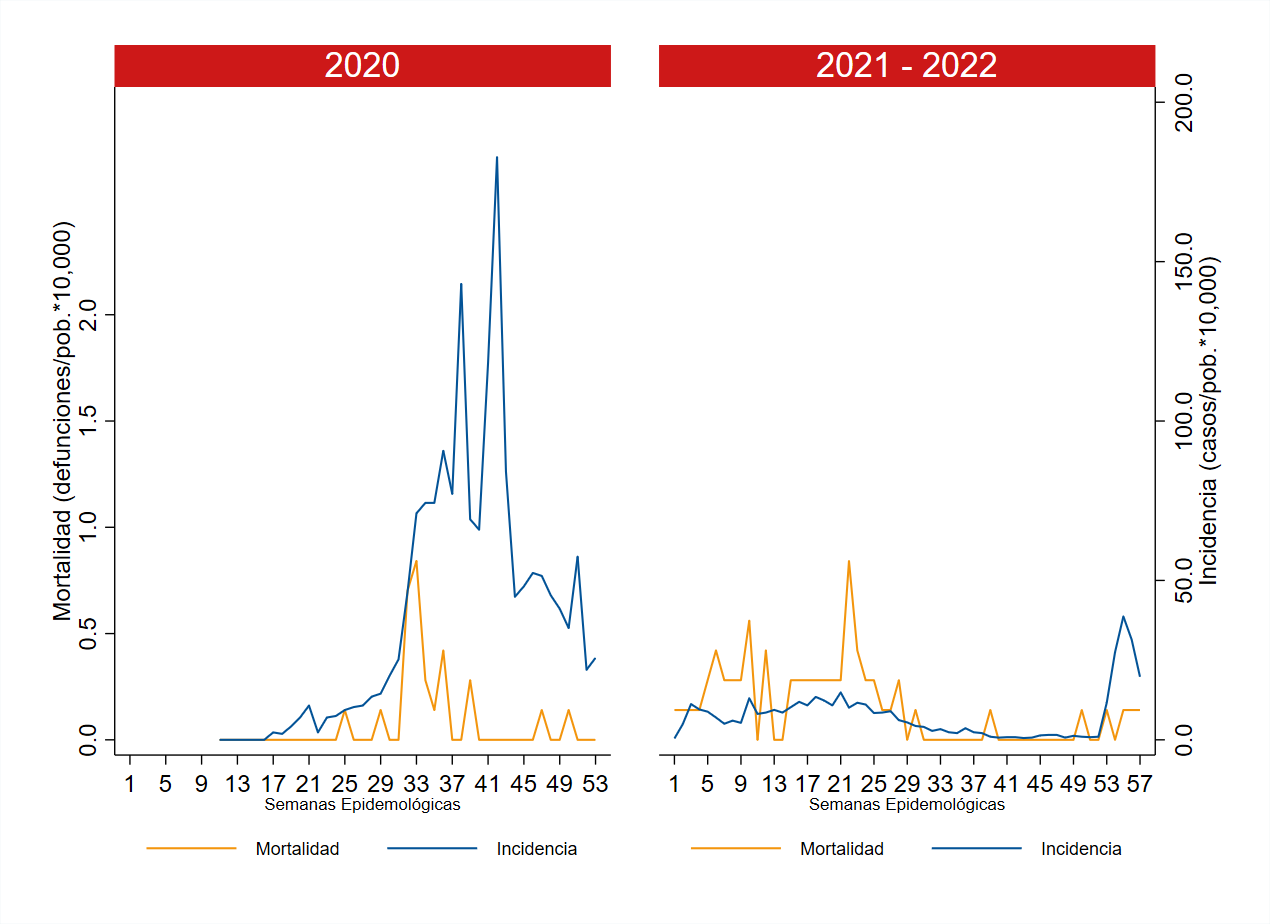 2020
2021 - 2022
Mortalidad (defunciones/pob.*10,000)
2.0
1.5
1.0
0.5
0.0
200.0
150.0
100.0
50.0
0.0
Incidencia (casos/pob.*10,000)
1 5 9 13 17 21 25 29 33 37 41 45 49 53
Semanas Epidemológicas
1 5 9 13 17 21 25 29 33 37 41 45 49 53 57
Semanas Epidemológicas
Mortalidad Incidencia
Mortalidad Incidencia